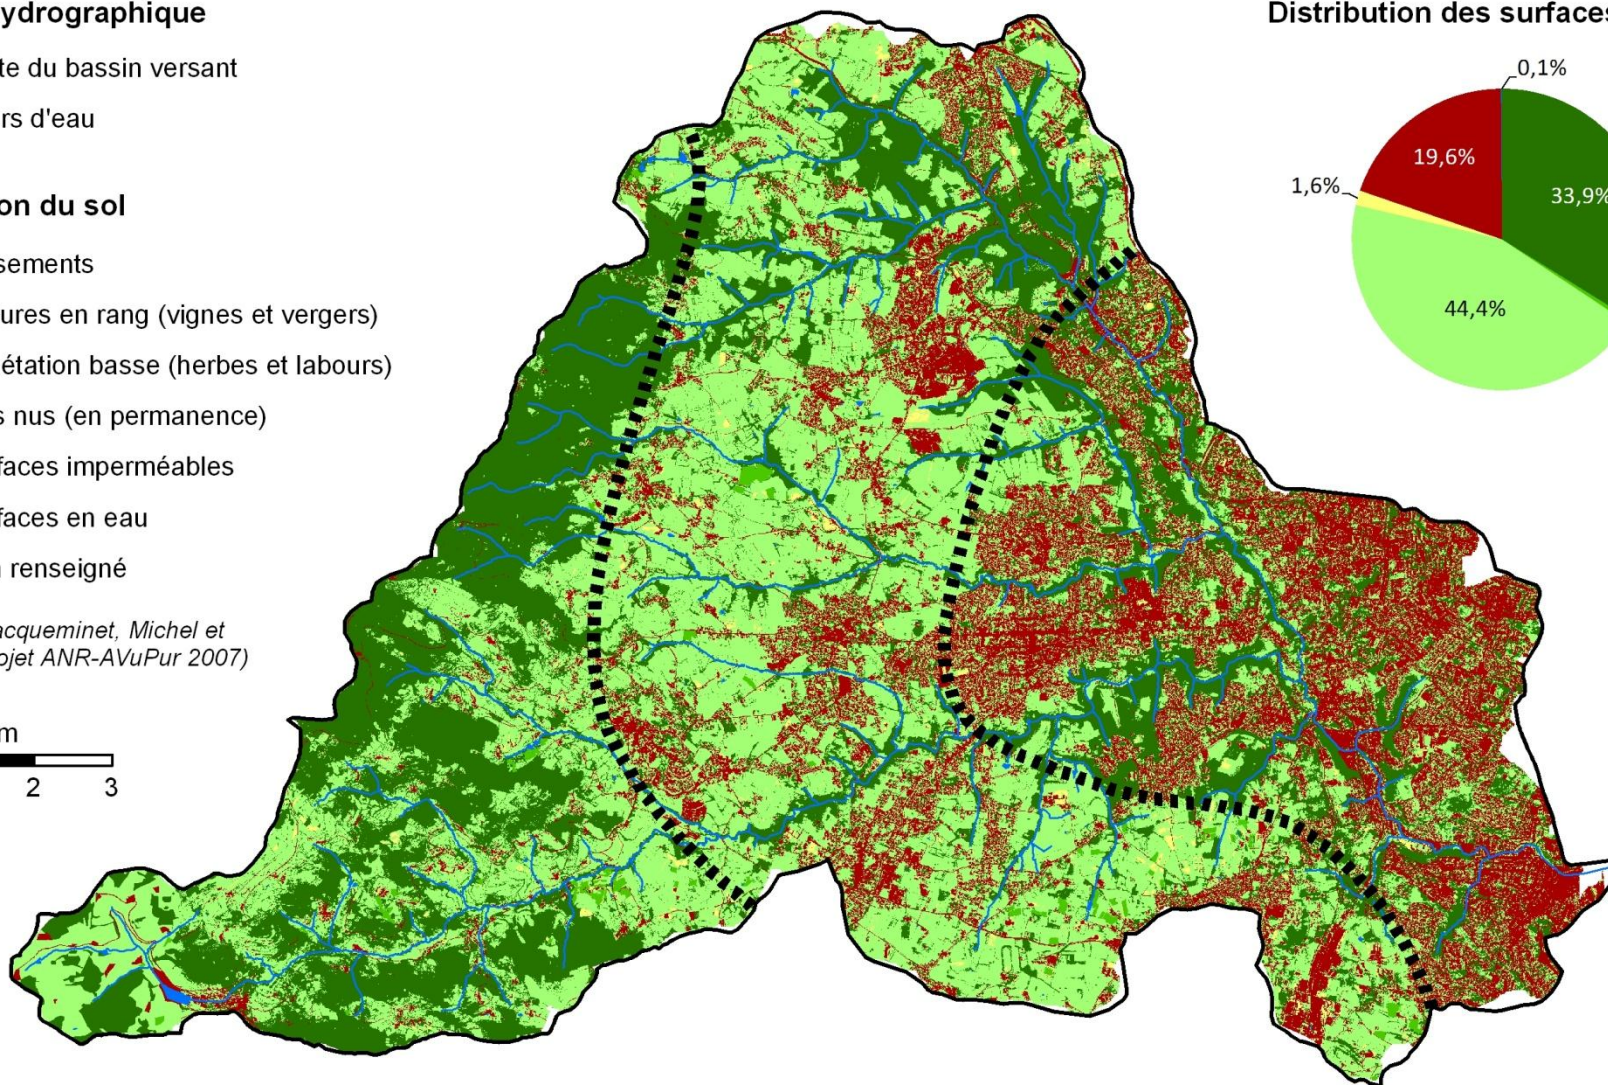 ydrographique
te du bassin versant
rs d'eau
on du sol
sements
ures en rang (vignes et vergers)
étation basse (herbes et labours)
s nus (en permanence)
faces imperméables
faces en eau
renseigné
acqueminet, Michel et
ojet ANR-AVuPur 2007)
m
2 3
Distribution des surfaces
0,1%
19,6%
1,6%
33,9%
44,4%